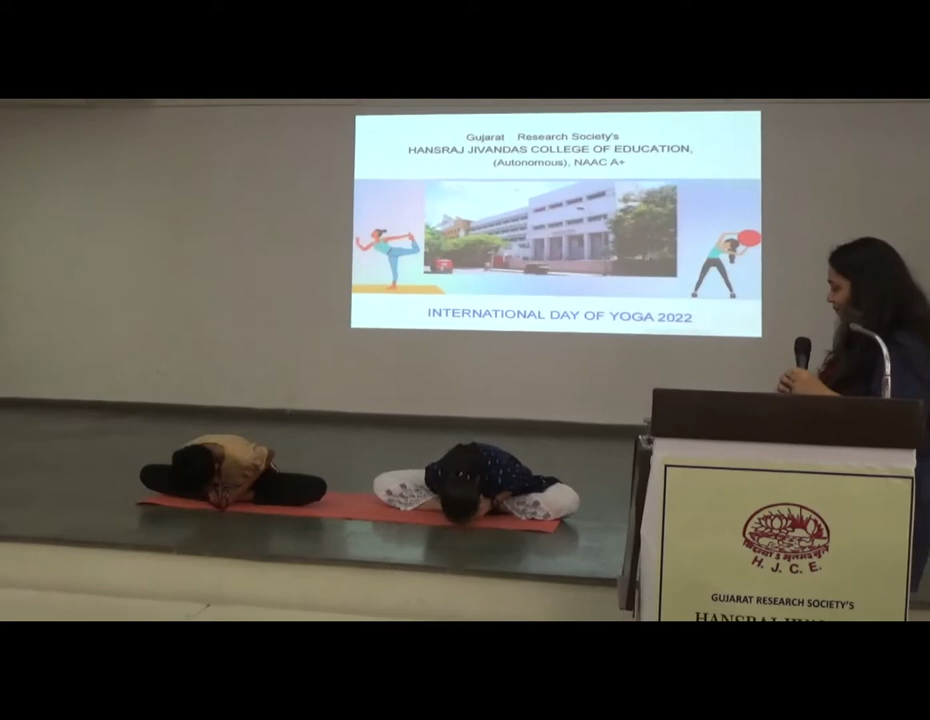 Gujarat Research Society's
HANSRAJ JIVANDAS COLLEGE OF EDUCATION,
(Autonomous), NAAC A+
INTERNATIONAL DAY OF YOGA 2022
H. J. C. E.
GUJARAT RESEARCH SOCIETY'S